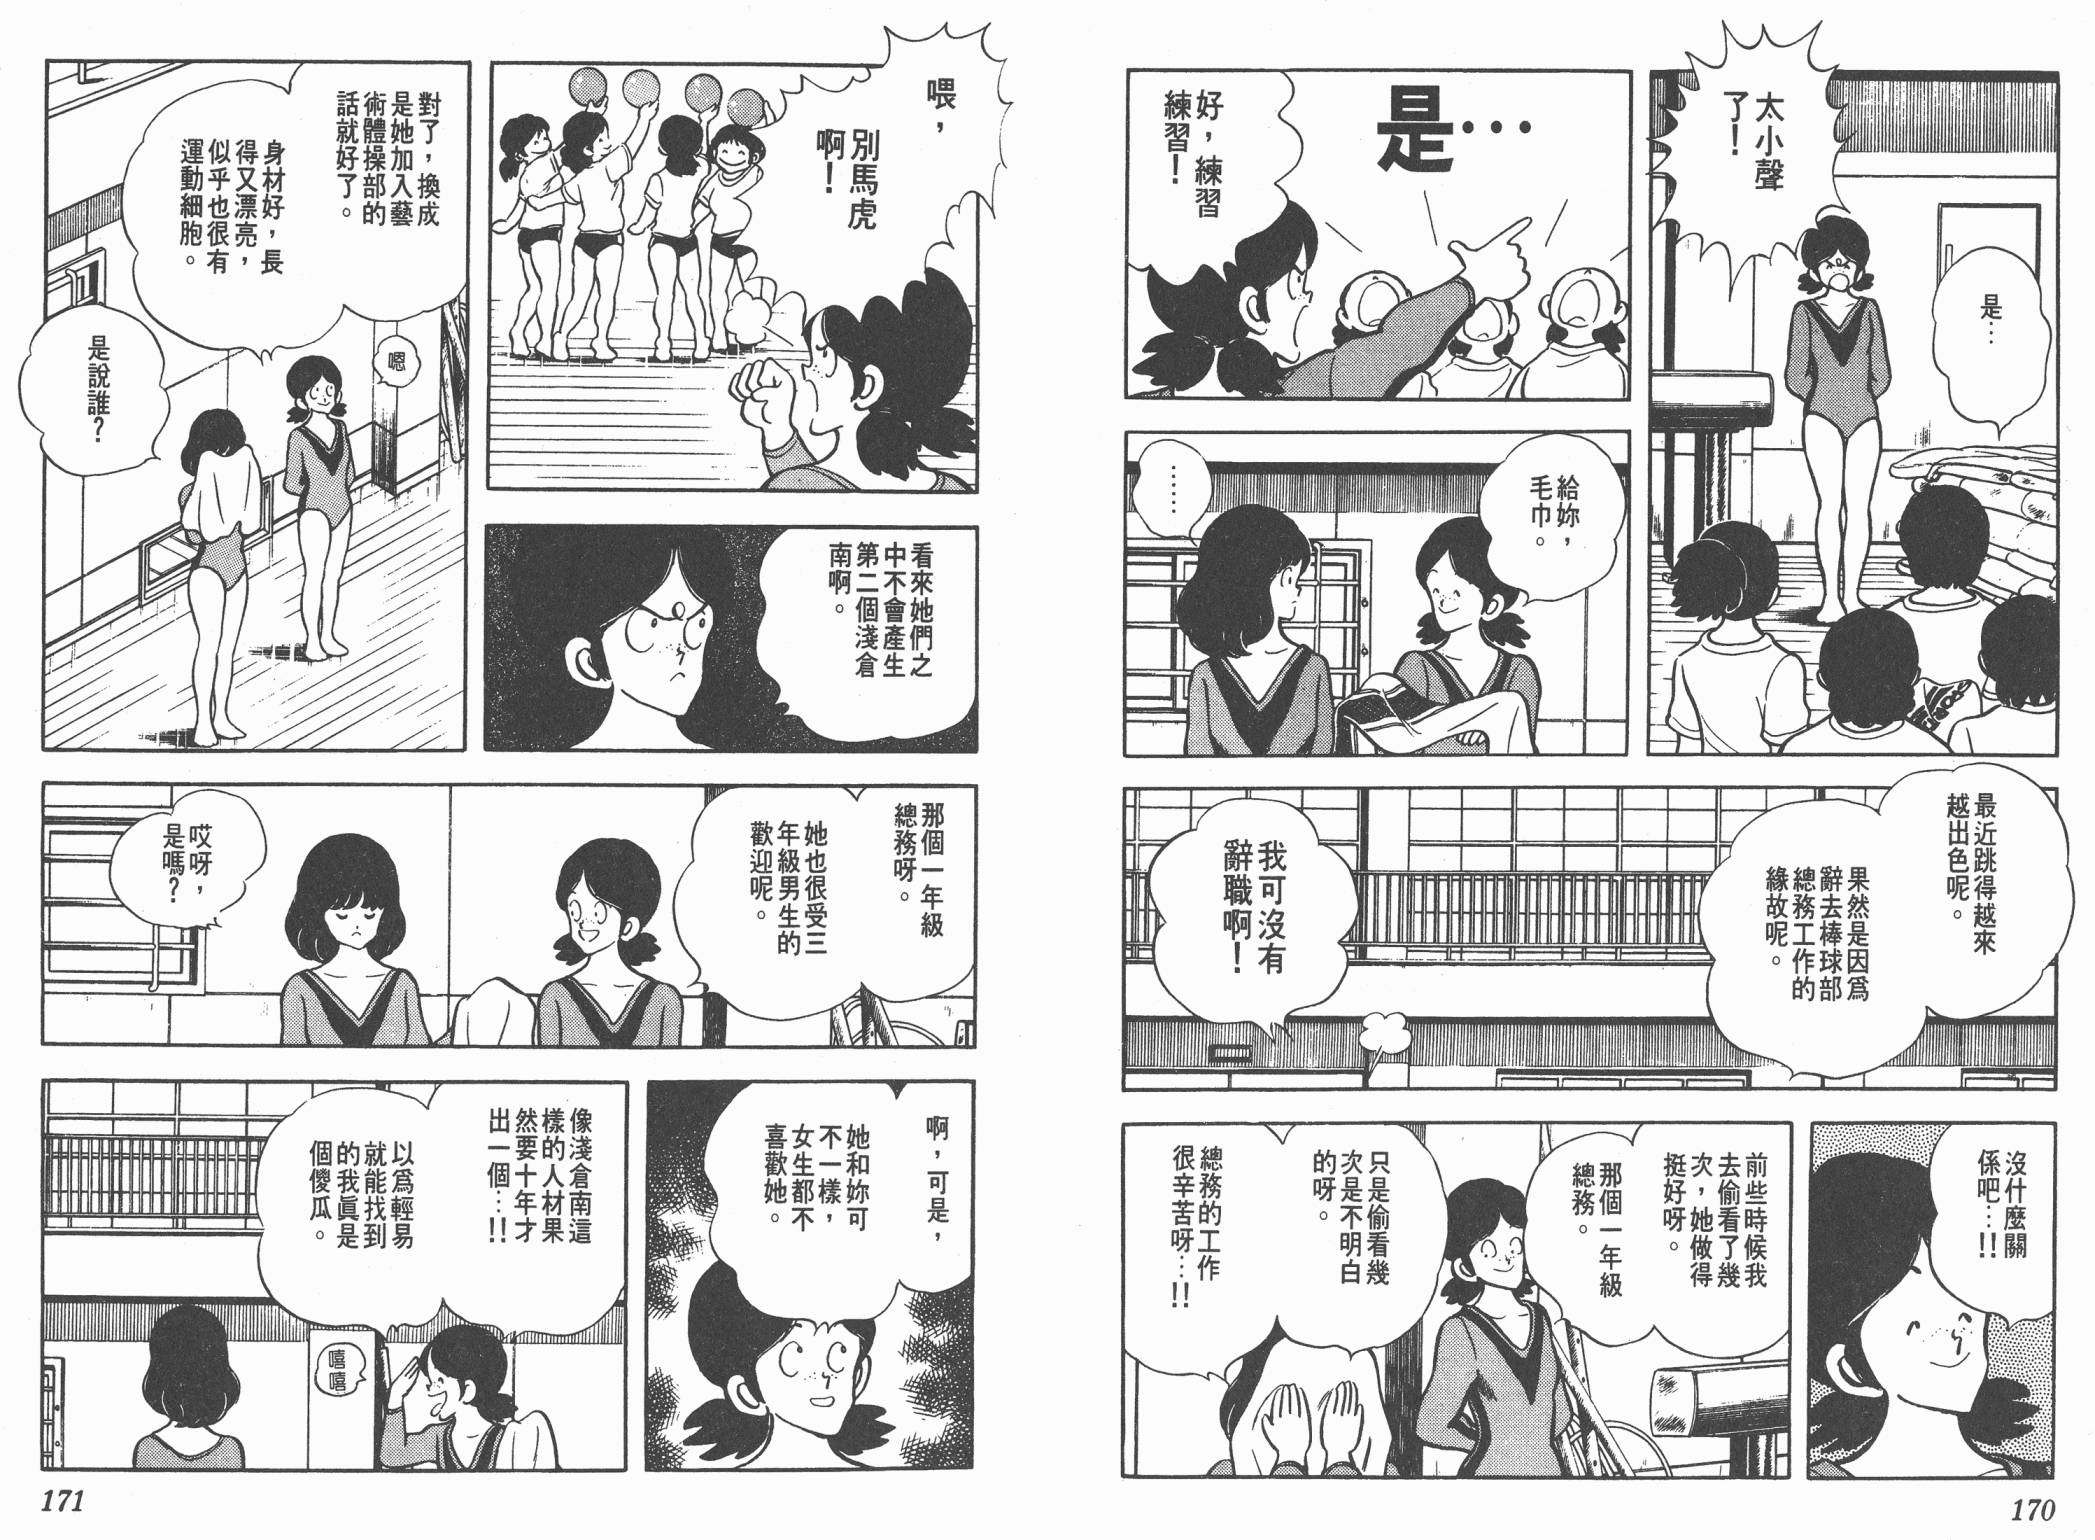 是…
太小聲
了！
是…
好，練習
練習！
給妳，
毛巾。
……
最近跳得越來
越出色呢。
果然是因為
辭去棒球部
總務工作的
緣故呢。
我可沒有
辭職啊！
沒什麼關
係吧…!!
前些時候我
去偷看了幾
次，她做得
挺好呀。
那個一年級
總務。
只是偷看幾
次是不明白
的呀。
總務的工作
很辛苦呀…!!
170
喂，
別馬虎
啊！
看來她們之
中不會產生
第二個淺倉
南啊。
對了，換成
是她加入藝
術體操部的
話就好了。
身材好，長
得又漂亮，
似乎也很有
運動細胞。
嗯
是說誰？
那個一年級
總務呀。
她也很受三
年級男生的
歡迎呢。
哎呀，
是嗎？
啊，可是，
她和妳可
不一樣，
女生都不
喜歡她。
像淺倉南這
樣的人材果
然要十年才
出一個…!!
以為輕易
就能找到
的我眞是
個傻瓜。
嘻嘻
171